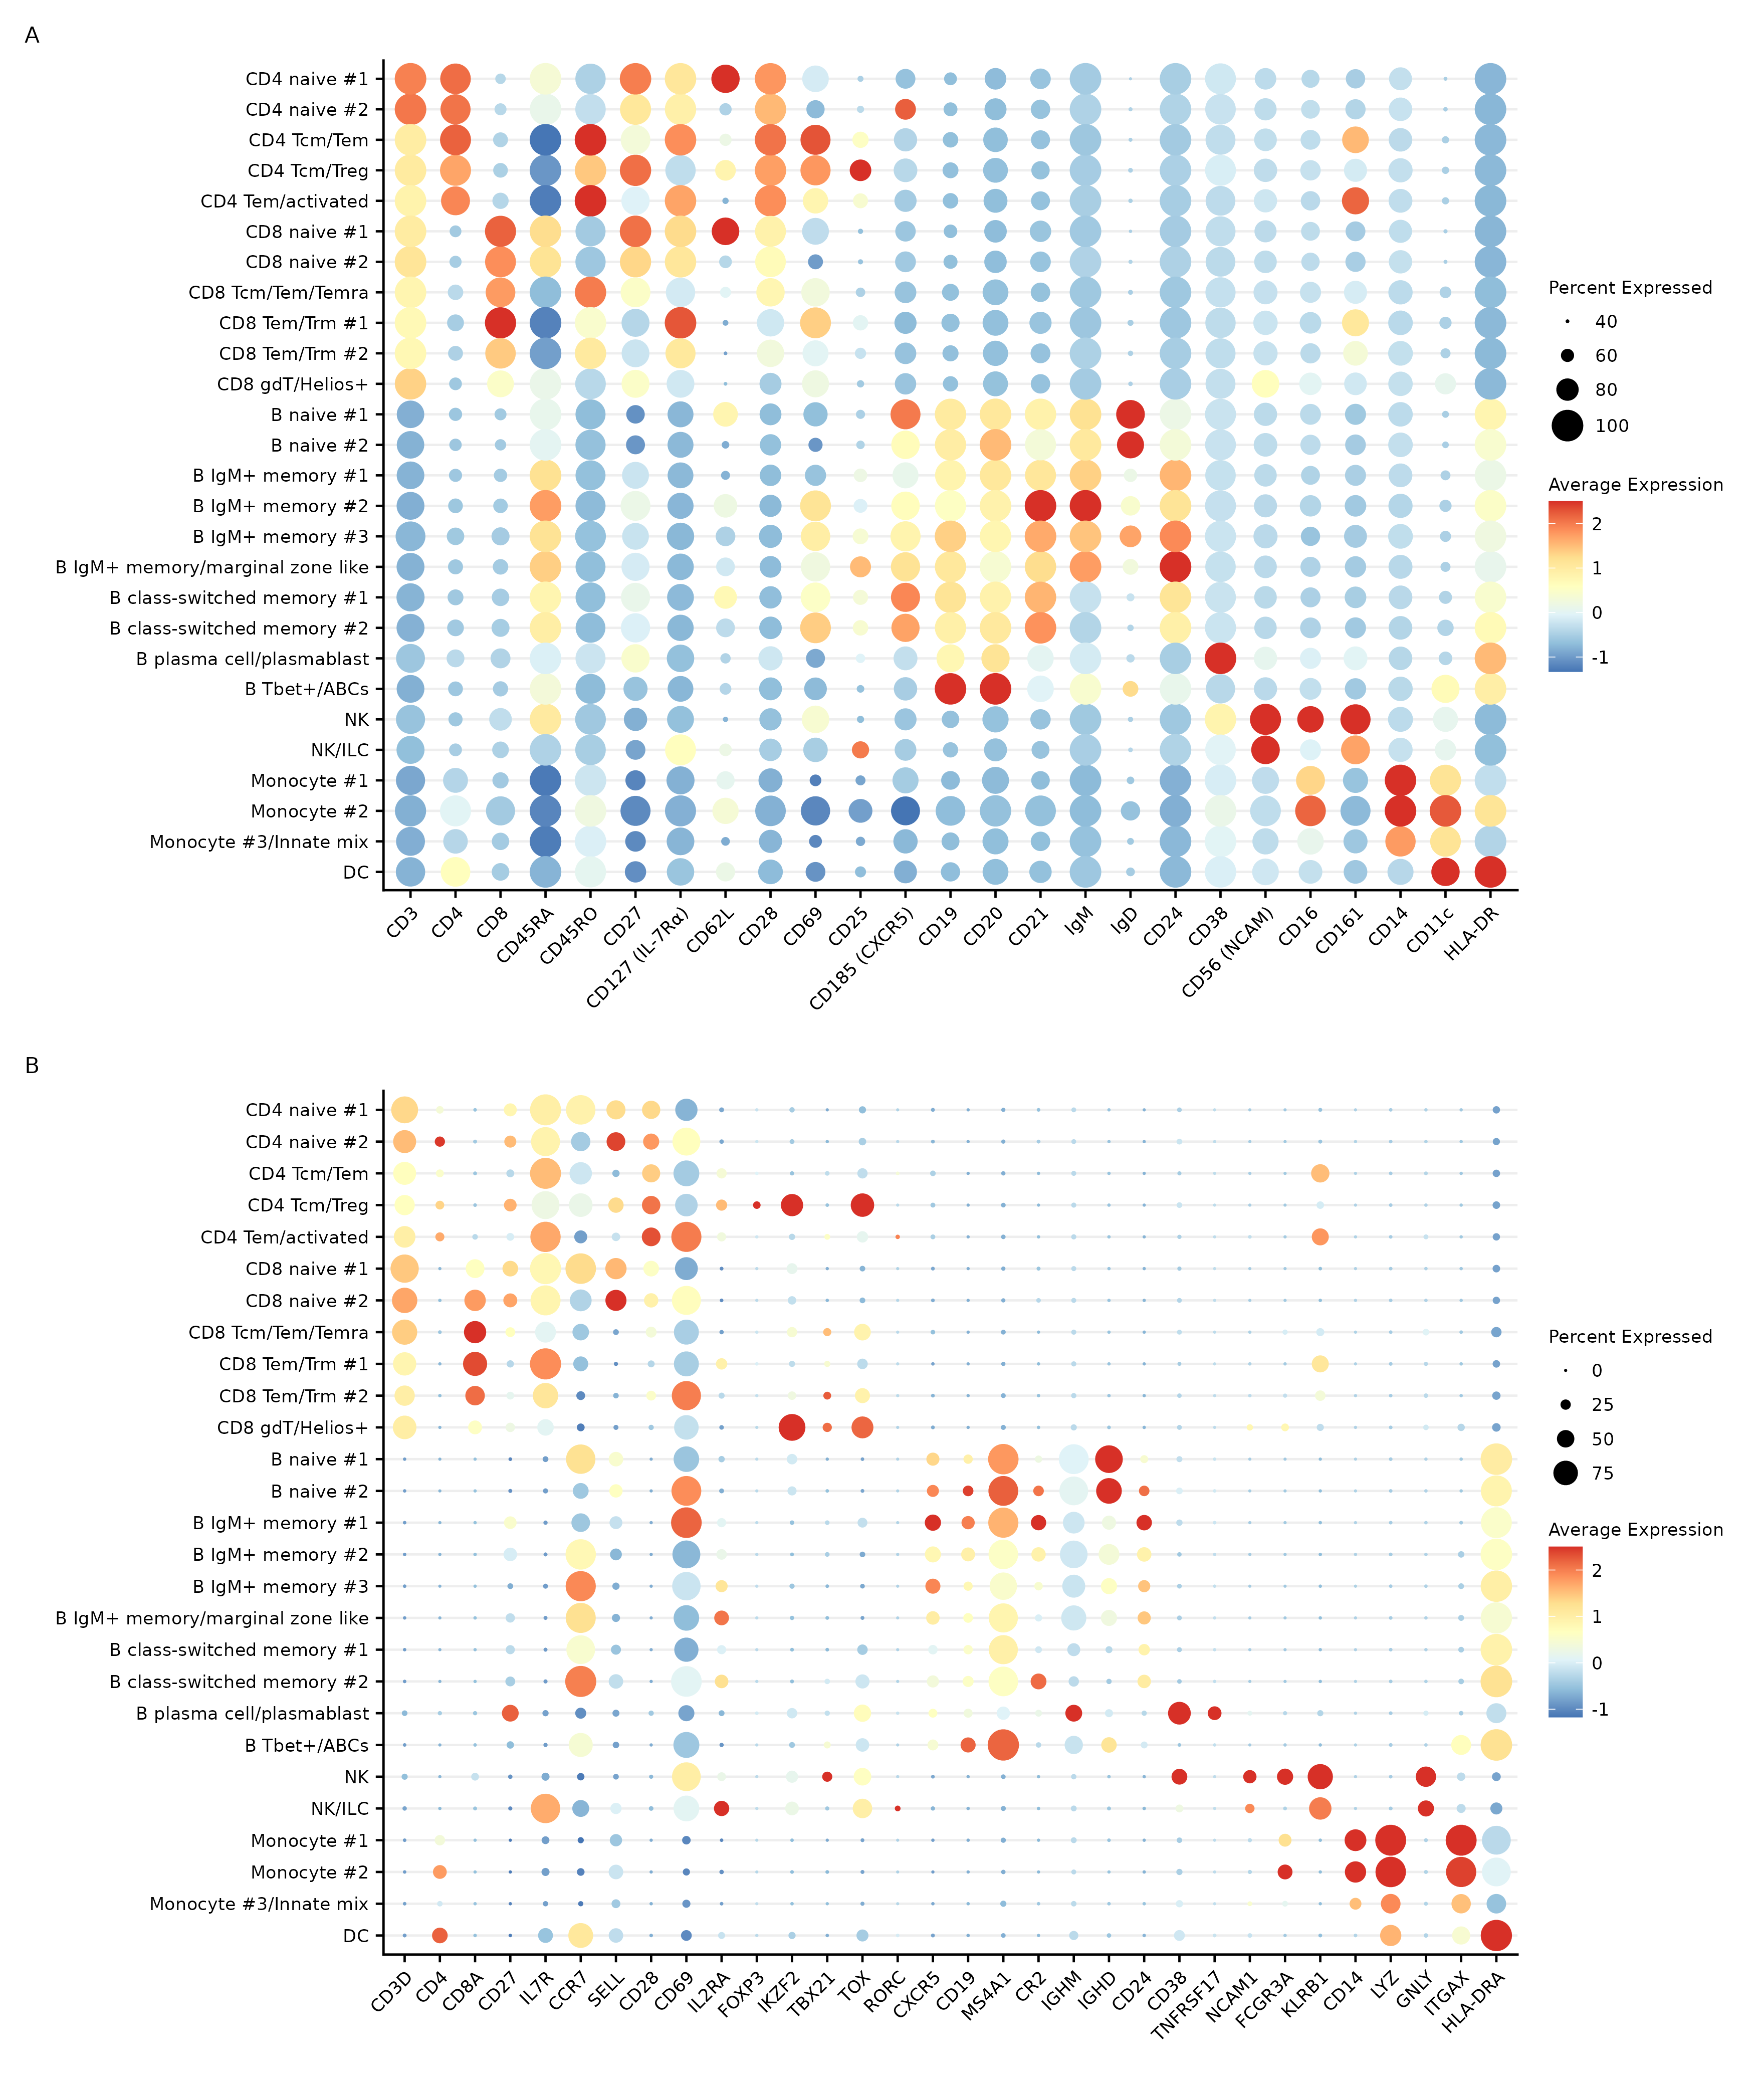 A
CD4 naive #1
CD4 naive #2
CD4 Tcm/Tem
CD4 Tcm/Treg
CD4 Tem/activated
CD8 naive #1
CD8 naive #2
CD8 Tcm/Tem/Temra
CD8 Tem/Trm #1
CD8 Tem/Trm #2
CD8 gdT/Helios+
B naive #1
B naive #2
B IgM+ memory #1
B IgM+ memory #2
B IgM+ memory #3
B IgM+ memory/marginal zone like
B class-switched memory #1
B class-switched memory #2
B plasma cell/plasmablast
B Tbet+/ABCs
NK
NK/ILC
Monocyte #1
Monocyte #2
Monocyte #3/Innate mix
DC
CD3
CD4
CD8
CD45RA
CD45RO
CD27
CD127 (IL-7Rα)
CD62L
CD28
CD69
CD25
CD185 (CXCR5)
CD19
CD20
CD21
IgM
IgD
CD24
CD38
CD56 (NCAM)
CD16
CD161
CD14
CD11c
HLA-DR
Percent Expressed
40
60
80
100
Average Expression
2
1
0
-1
B
CD4 naive #1
CD4 naive #2
CD4 Tcm/Tem
CD4 Tcm/Treg
CD4 Tem/activated
CD8 naive #1
CD8 naive #2
CD8 Tcm/Tem/Temra
CD8 Tem/Trm #1
CD8 Tem/Trm #2
CD8 gdT/Helios+
B naive #1
B naive #2
B IgM+ memory #1
B IgM+ memory #2
B IgM+ memory #3
B IgM+ memory/marginal zone like
B class-switched memory #1
B class-switched memory #2
B plasma cell/plasmablast
B Tbet+/ABCs
NK
NK/ILC
Monocyte #1
Monocyte #2
Monocyte #3/Innate mix
DC
CD3D
CD4
CD8A
CD27
IL7R
CCR7
SELL
CD28
CD69
IL2RA
FOXP3
IKZF2
TBX21
TOX
RORC
CXCR5
CD19
MS4A1
CR2
IGHM
IGHD
CD24
CD38
TNFRSF17
NCAM1
FCGR3A
KLRB1
CD14
LYZ
GNLY
ITGAX
HLA-DRA
Percent Expressed
0
25
50
75
Average Expression
2
1
0
-1